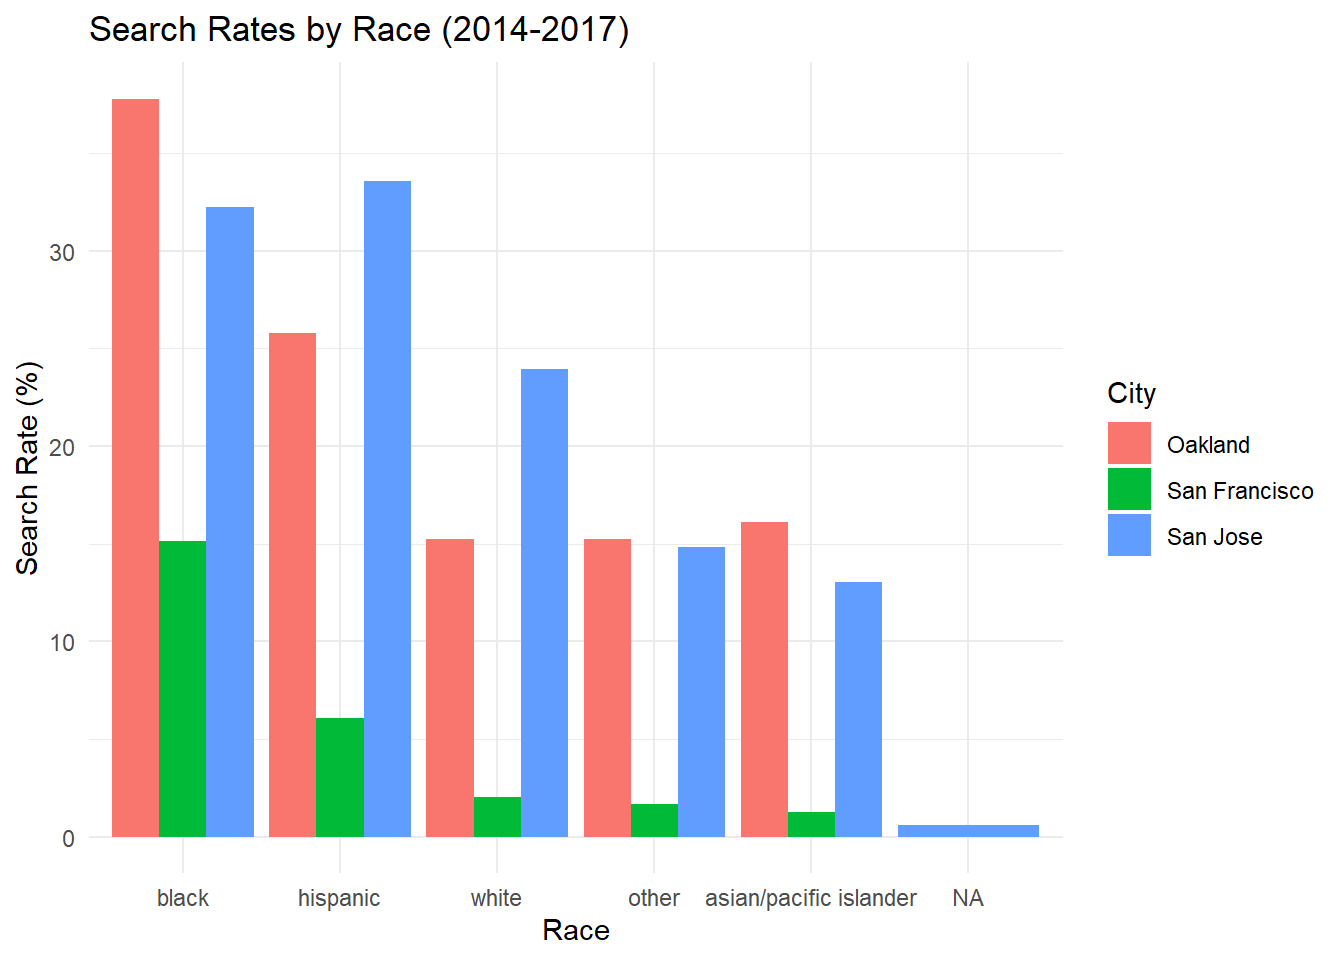 Search Rates by Race (2014-2017)
Search Rate (%)
30
20
10
0
black
hispanic
white
other
asian/pacific islander
NA
Race
City
Oakland
San Francisco
San Jose